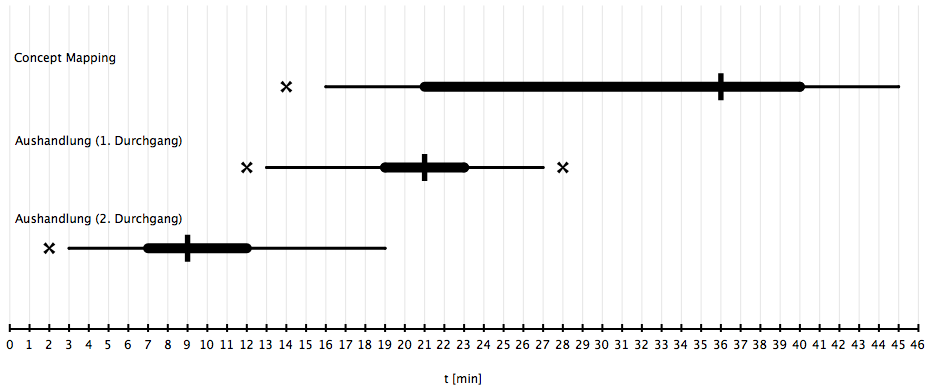 Concept Mapping
Aushandlung (1. Durchgang)
Aushandlung (2. Durchgang)
0 1 2 3 4 5 6 7 8 9 10 11 12 13 14 15 16 17 18 19 20 21 22 23 24 25 26 27 28 29 30 31 32 33 34 35 36 37 38 39 40 41 42 43 44 45 46
t [min]